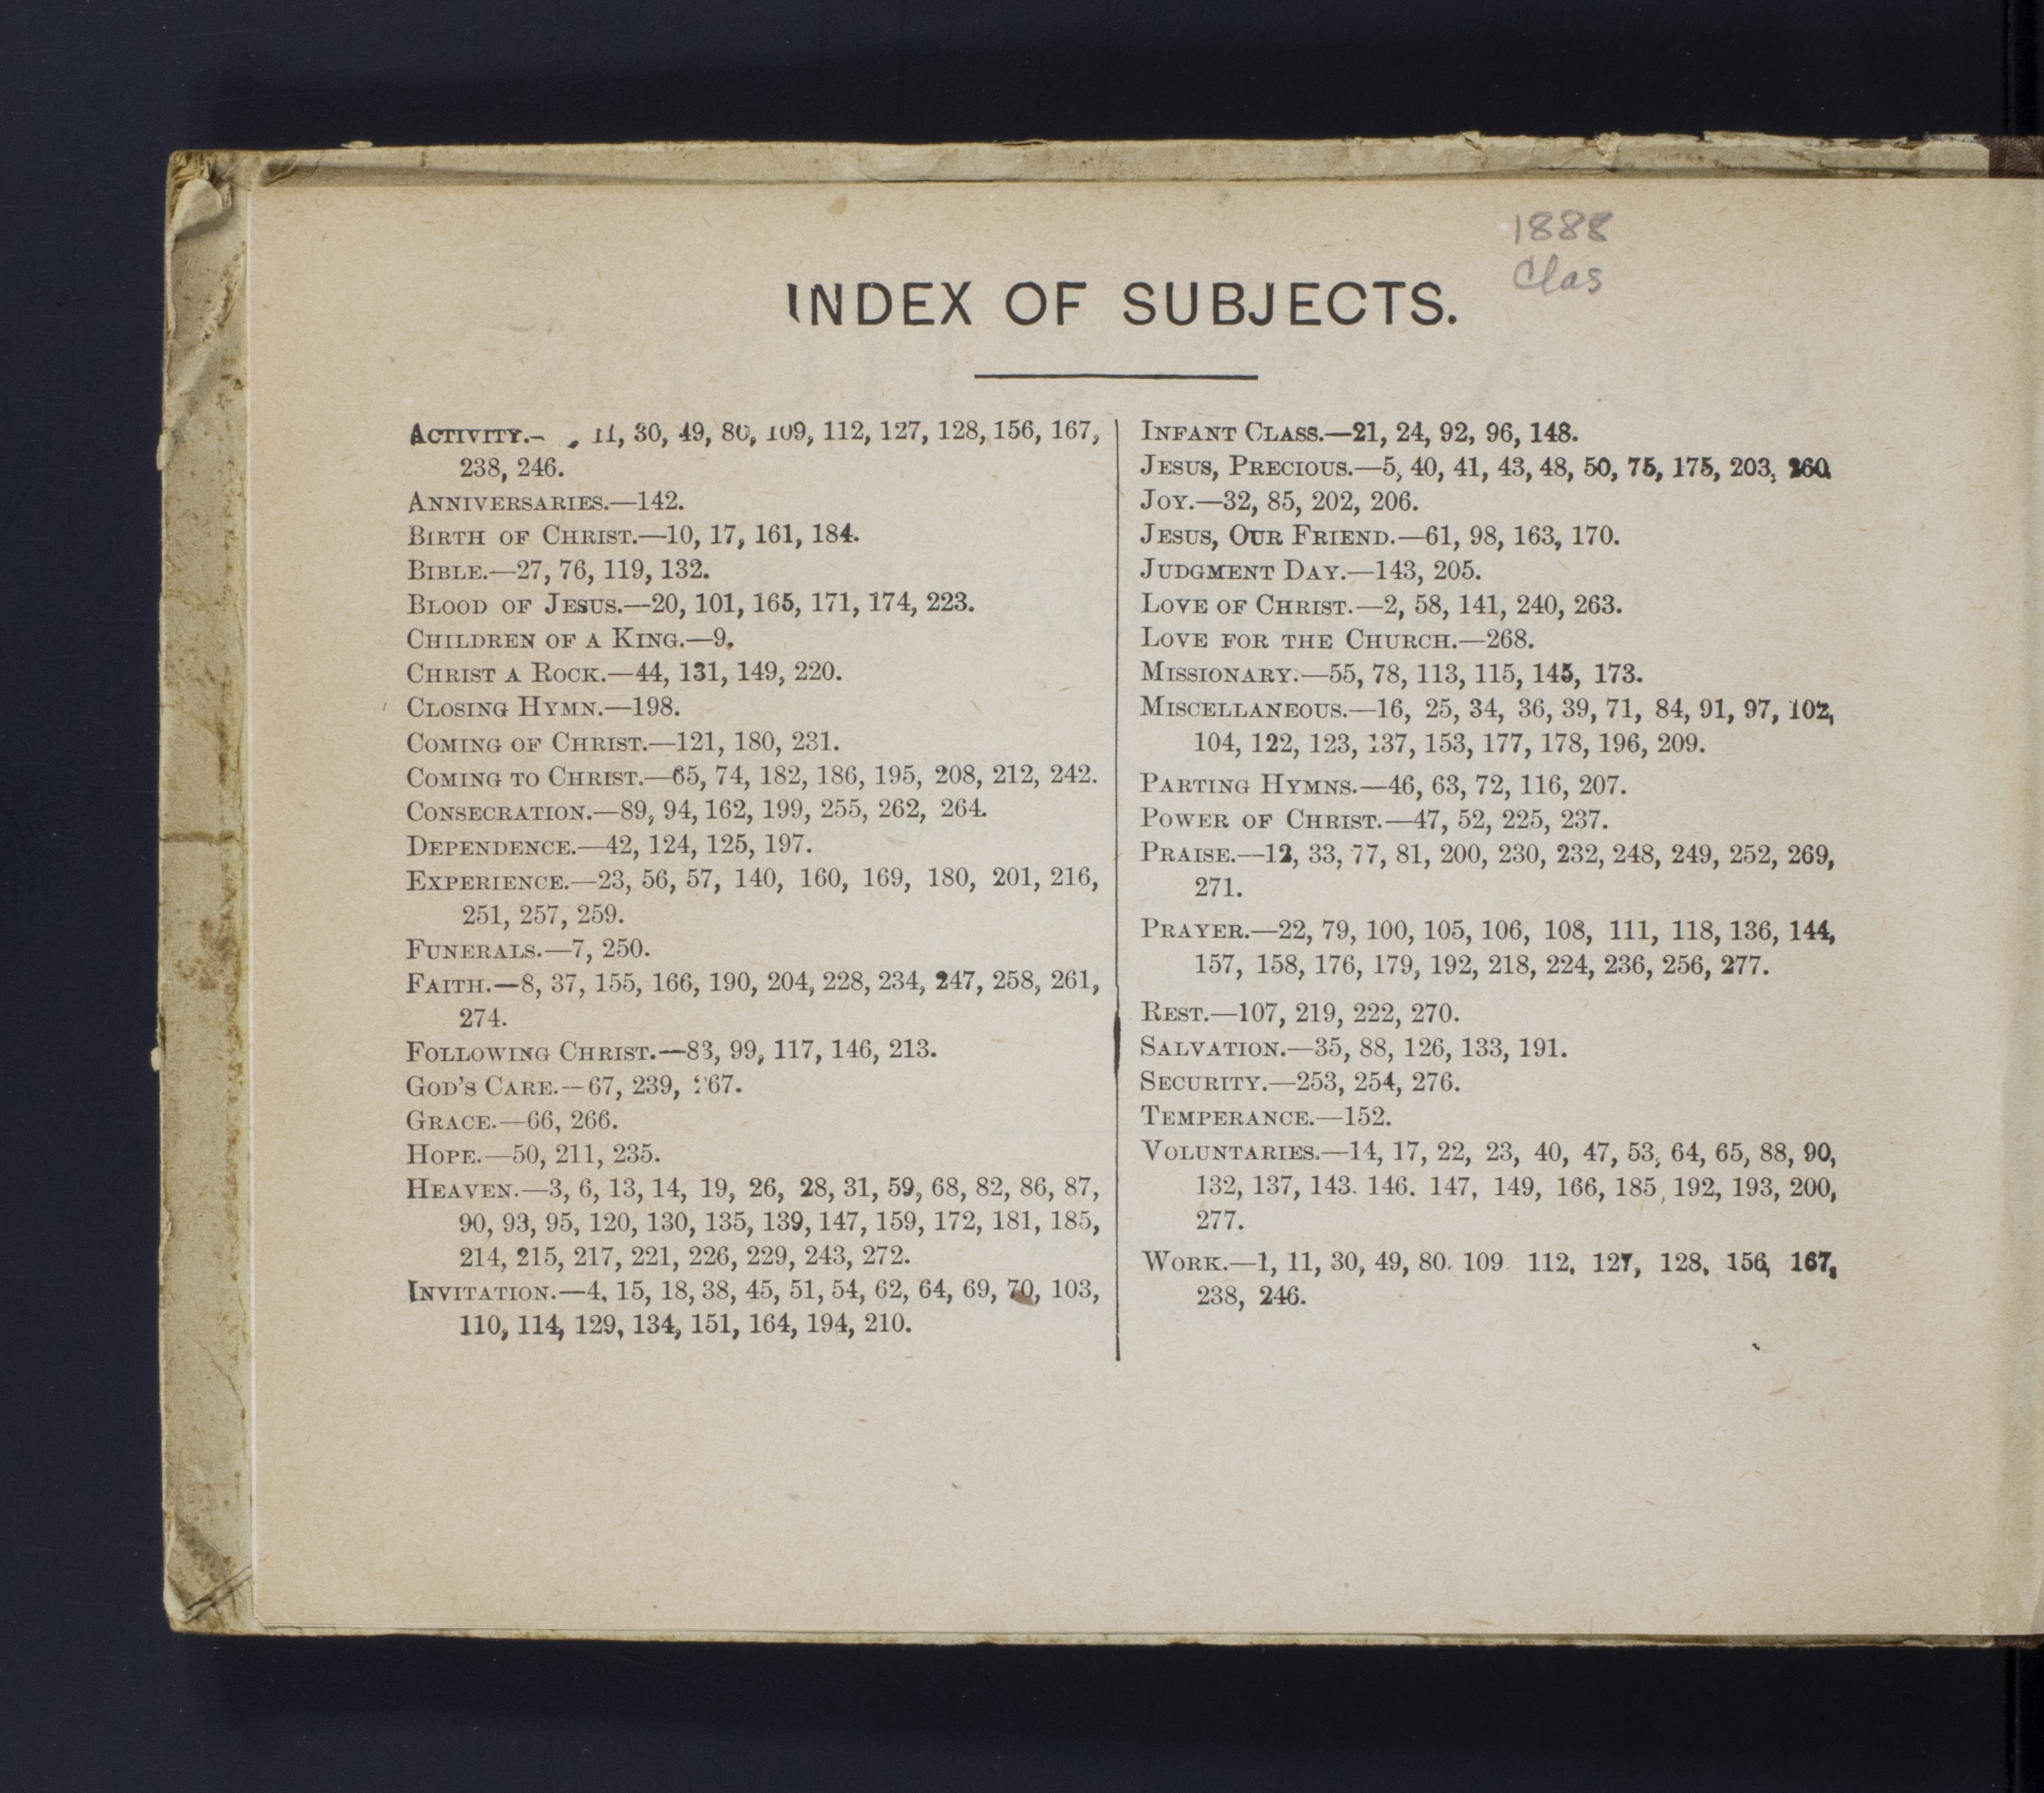 1888
Clas
INDEX OF SUBJECTS.
ACTIVITY.- , 11, 30, 49, 80, 109, 112, 127, 128, 156, 167,
238, 246.
ANNIVERSARIES.—142.
BIRTH OF CHRIST.—10, 17, 161, 184.
BIBLE.—27, 76, 119, 132.
BLOOD OF JESUS.—20, 101, 165, 171, 174, 223.
CHILDREN OF A KING.—9.
CHRIST A ROCK.—44, 131, 149, 220.
CLOSING HYMN.—198.
COMING OF CHRIST.—121, 180, 231.
COMING TO CHRIST.—65, 74, 182, 186, 195, 208, 212, 242.
CONSECRATION.—89, 94, 162, 199, 255, 262, 264.
DEPENDENCE.—42, 124, 125, 197.
EXPERIENCE.—23, 56, 57, 140, 160, 169, 180, 201, 216,
251, 257, 259.
FUNERALS.—7, 250.
FAITH.—8, 37, 155, 166, 190, 204, 228, 234, 247, 258, 261,
274.
FOLLOWING CHRIST.—83, 99, 117, 146, 213.
GOD'S CARE.—67, 239, 267.
GRACE.—66, 266.
HOPE.—50, 211, 235.
HEAVEN.—3, 6, 13, 14, 19, 26, 28, 31, 59, 68, 82, 86, 87,
90, 93, 95, 120, 130, 135, 139, 147, 159, 172, 181, 185,
214, 215, 217, 221, 226, 229, 243, 272.
INVITATION.—4, 15, 18, 38, 45, 51, 54, 62, 64, 69, 70, 103,
110, 114, 129, 134, 151, 164, 194, 210.
INFANT CLASS.—21, 24, 92, 96, 148.
JESUS, PRECIOUS.—5, 40, 41, 43, 48, 50, 75, 175, 203, 260.
JOY.—32, 85, 202, 206.
JESUS, OUR FRIEND.—61, 98, 163, 170.
JUDGMENT DAY.—143, 205.
LOVE OF CHRIST.—2, 58, 141, 240, 263.
LOVE FOR THE CHURCH.—268.
MISSIONARY.—55, 78, 113, 115, 145, 173.
MISCELLANEOUS.—16, 25, 34, 36, 39, 71, 84, 91, 97, 102,
104, 122, 123, 137, 153, 177, 178, 196, 209.
PARTING HYMNS.—46, 63, 72, 116, 207.
POWER OF CHRIST.—47, 52, 225, 237.
PRAISE.—12, 33, 77, 81, 200, 230, 232, 248, 249, 252, 269,
271.
PRAYER.—22, 79, 100, 105, 106, 108, 111, 118, 136, 144,
157, 158, 176, 179, 192, 218, 224, 236, 256, 277.
REST.—107, 219, 222, 270.
SALVATION.—35, 88, 126, 133, 191.
SECURITY.—253, 254, 276.
TEMPERANCE.—152.
VOLUNTARIES.—14, 17, 22, 23, 40, 47, 53, 64, 65, 88, 90,
132, 137, 143. 146. 147, 149, 166, 185, 192, 193, 200,
277.
WORK.—1, 11, 30, 49, 80. 109 112, 127, 128, 156, 167,
238, 246.